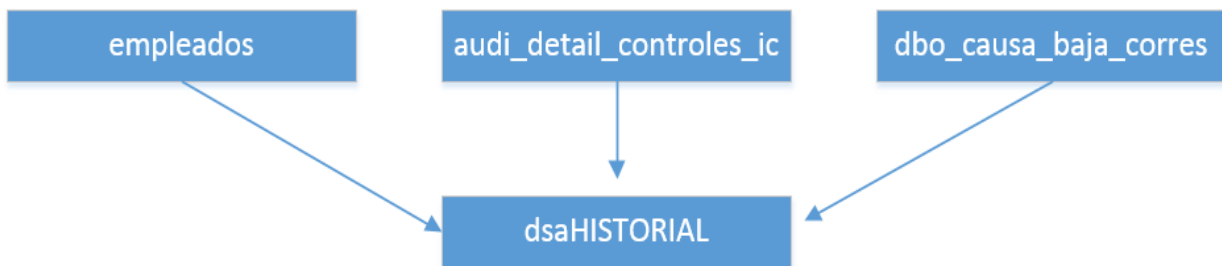 empleados
audi_detail_controles_ic
dbo_causa_baja_corres
dsaHISTORIAL